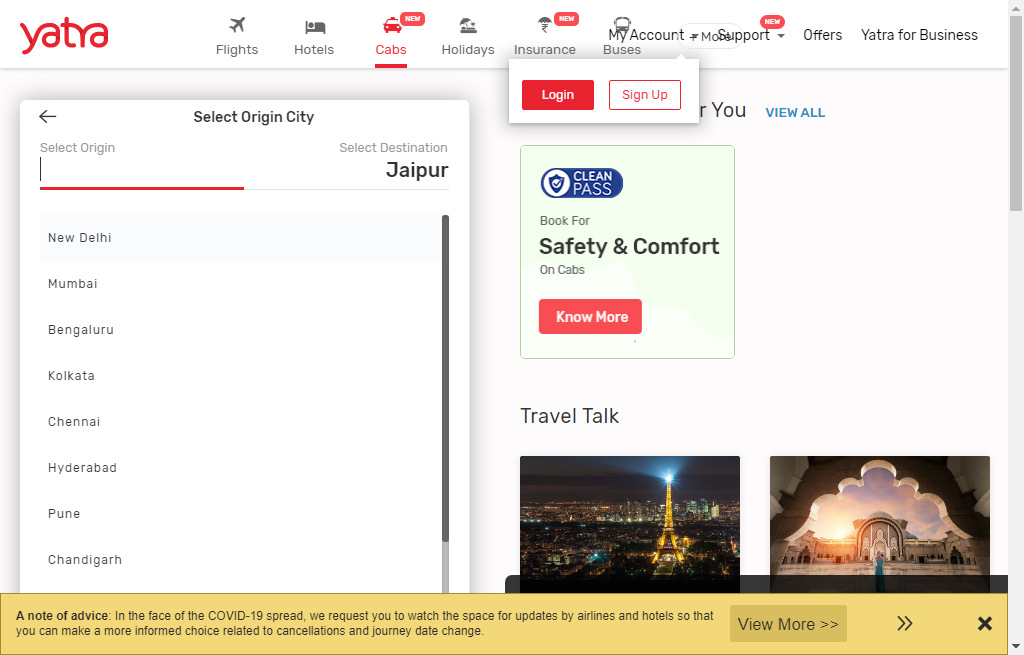 yatra
Flights
Hotels
NEW
Cabs
Holidays
NEW
Insurance
Buses
My Account
More
NEW
Support
Offers
Yatra for Business
Login
Sign Up
Select Origin City
Select Origin
Select Destination
Jaipur
New Delhi
Mumbai
Bengaluru
Kolkata
Chennai
Hyderabad
Pune
Chandigarh
r You
VIEW ALL
CLEAN
PASS
Book For
Safety & Comfort
On Cabs
Know More
Travel Talk
A note of advice: In the face of the COVID-19 spread, we request you to watch the space for updates by airlines and hotels so that
you can make a more informed choice related to cancellations and journey date change.
View More >>